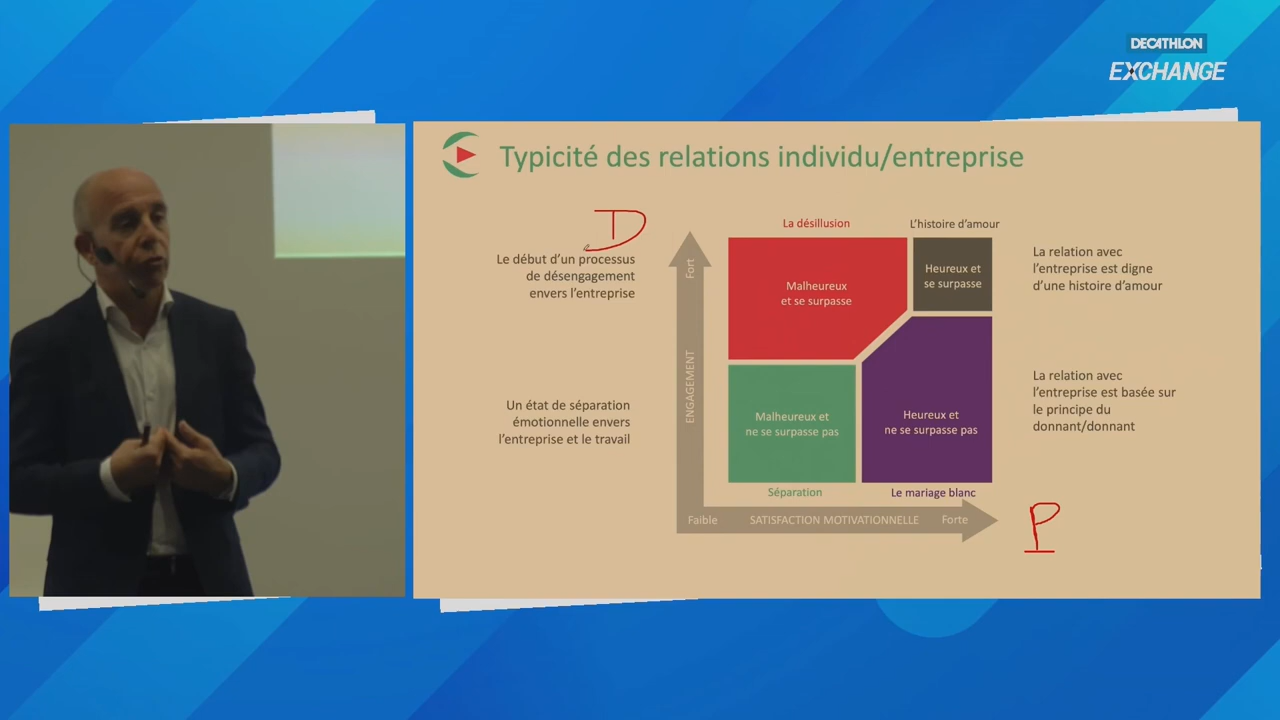 DECATHLON
EXCHANGE
Typicité des relations individu/entreprise
D
La désillusion
L'histoire d'amour
Le début d'un processus
de désengagement
envers l'entreprise
Fort
Malheureux
et se surpasse
Heureux et
se surpasse
La relation avec
l'entreprise est digne
d'une histoire d'amour
ENGAGEMENT
Un état de séparation
émotionnelle envers
l'entreprise et le travail
Malheureux et
ne se surpasse pas
Heureux et
ne se surpasse pas
La relation avec
l'entreprise est basée sur
le principe du
donnant/donnant
Séparation
Le mariage blanc
Faible
SATISFACTION MOTIVATIONNELLE
Forte
P